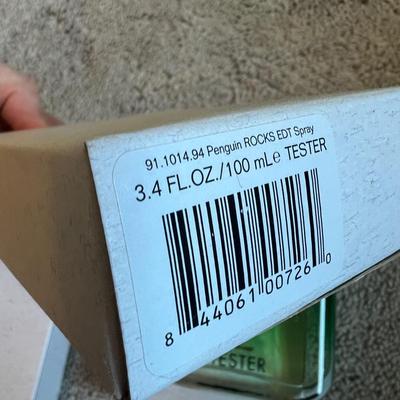 91.1014.94 Penguin ROCKS EDT Spray
3.4 FL.OZ./100 mLe TESTER
8 44061 00726 0
TESTER